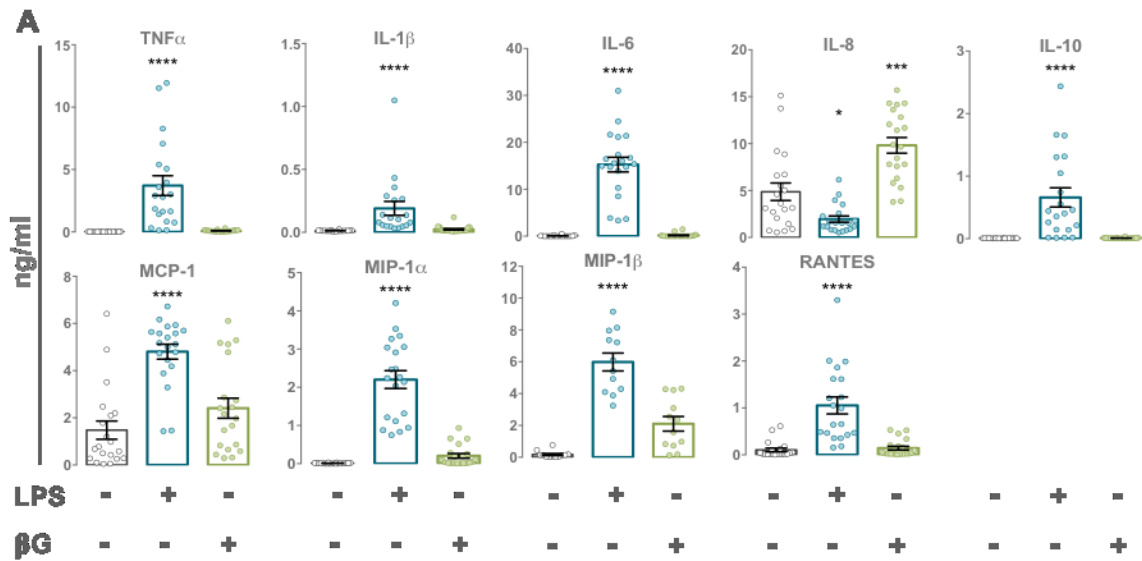 A
TNFα IL-1β IL-6 IL-8 IL-10
**** **** **** * *** ****
15 1.5 40 20 3
10 1.0 30 15 2
5 0.5 20 10 1
0 0.0 10 5 0
0 0
ng/ml
MCP-1 MIP-1α MIP-1β RANTES
**** **** **** ****
8 5 12 4
6 4 10 3
4 3 8 2
2 2 6 1
0 1 4 0
0 2
0
LPS - + - - + - - + - - + - - + -
βG - - + - - + - - + - - + - - +